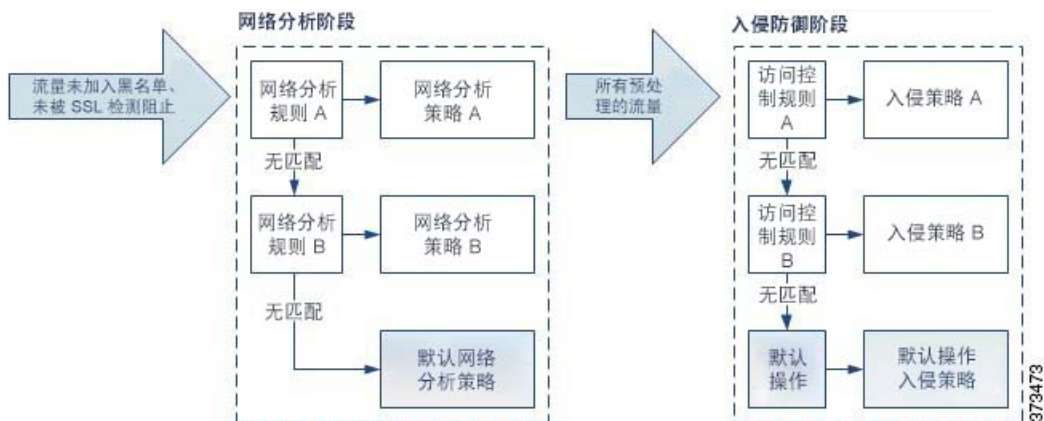 网络分析阶段
流量未加入黑名单、
未被 SSL 检测阻止
网络分析
规则 A
网络分析
策略 A
无匹配
网络分析
规则 B
网络分析
策略 B
无匹配
默认网络
分析策略
所有预处
理的流量
入侵防御阶段
访问控
制规则
A
入侵策略 A
无匹配
访问控
制规则
B
入侵策略 B
无匹配
默认
操作
默认操作
入侵策略
373473